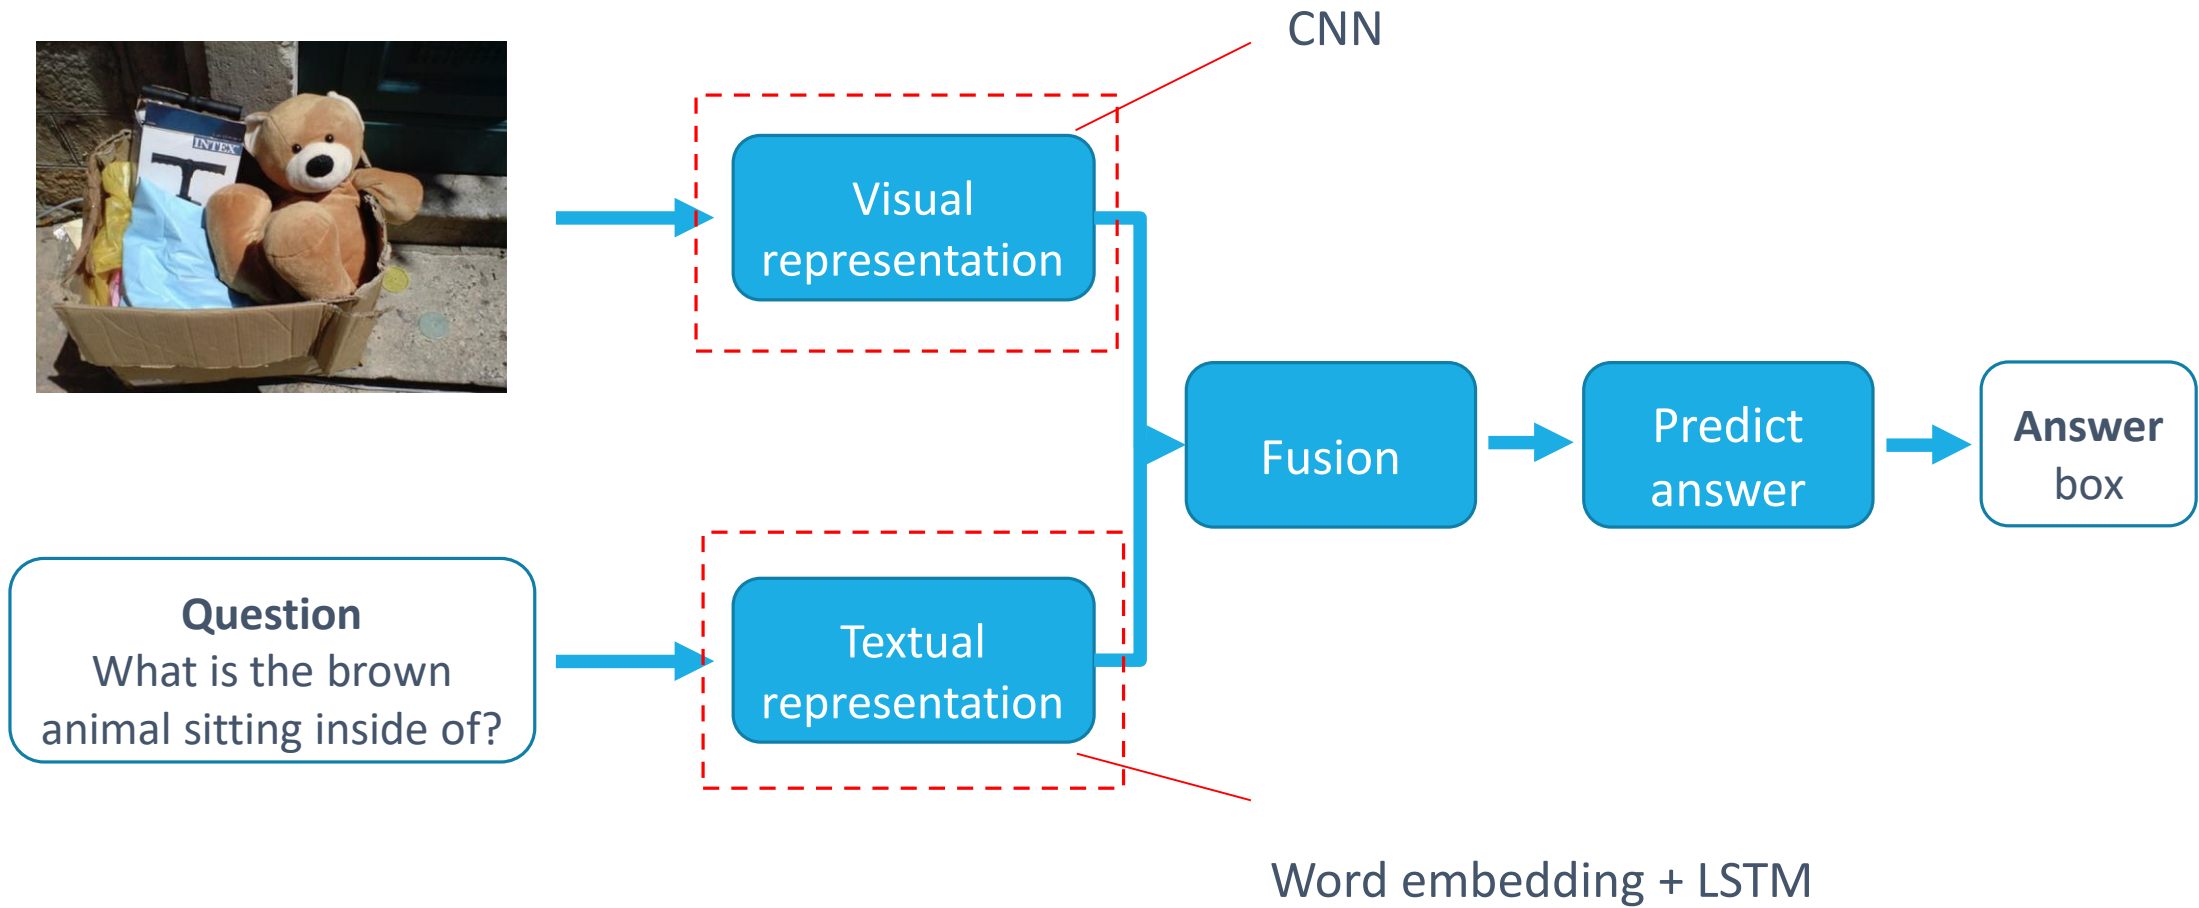 CNN
INTEX
Visual
representation
Fusion
Predict
answer
Answer
box
Question
What is the brown
animal sitting inside of?
Textual
representation
Word embedding + LSTM